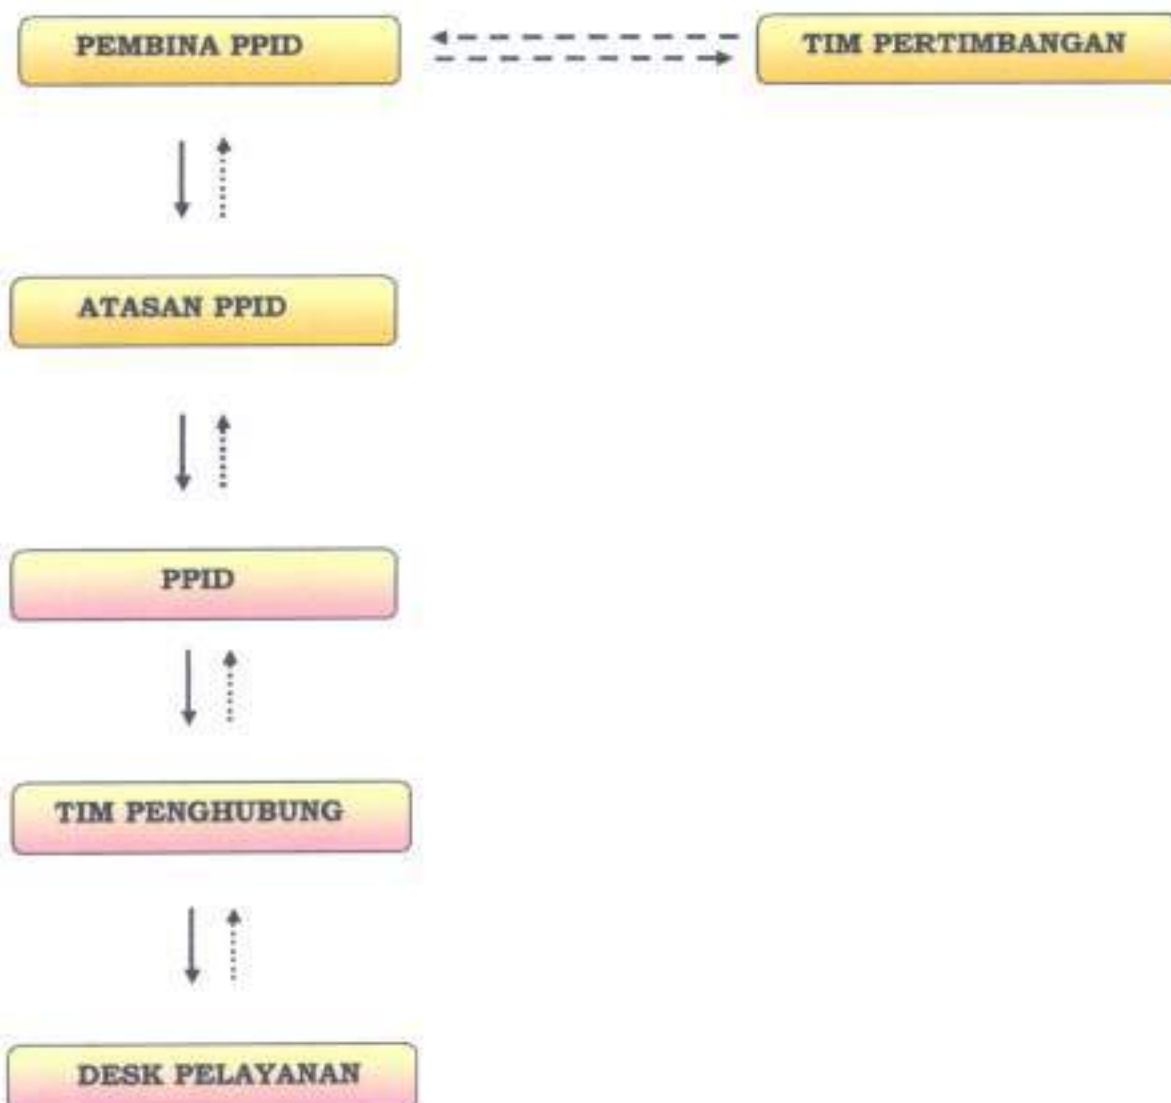 PEMBINA PPID
TIM PERTIMBANGAN
ATASAN PPID
PPID
TIM PENGHUBUNG
DESK PELAYANAN